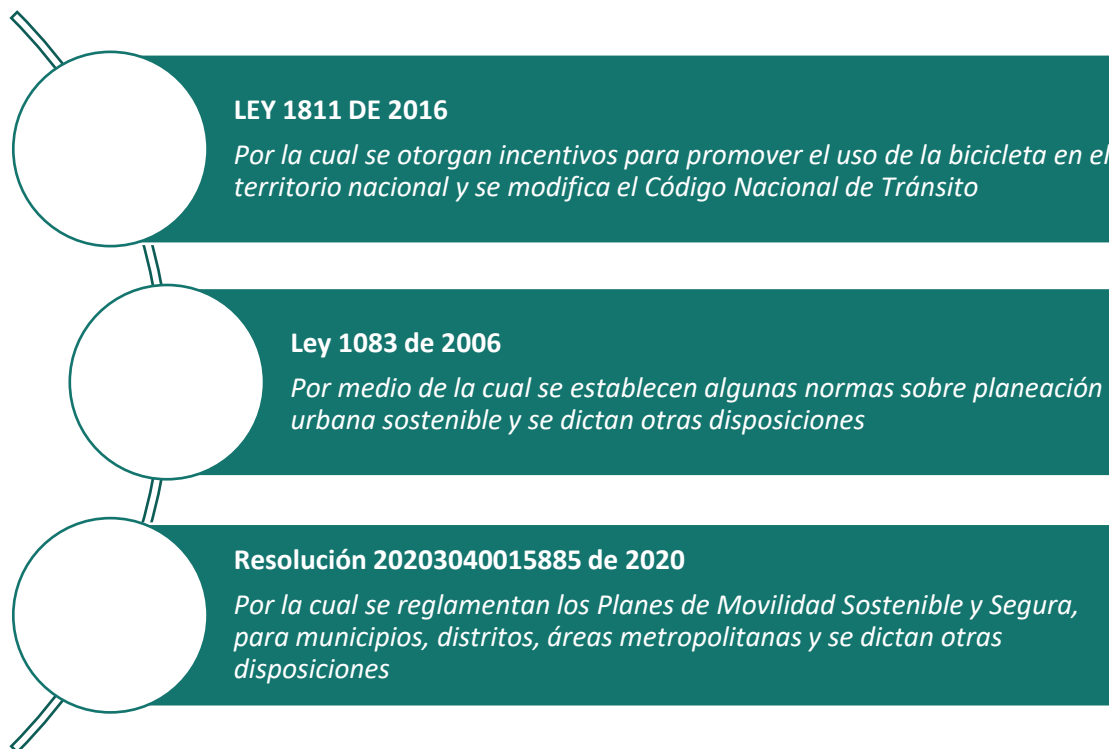 LEY 1811 DE 2016
Por la cual se otorgan incentivos para promover el uso de la bicicleta en el
territorio nacional y se modifica el Código Nacional de Tránsito
Ley 1083 de 2006
Por medio de la cual se establecen algunas normas sobre planeación
urbana sostenible y se dictan otras disposiciones
Resolución 20203040015885 de 2020
Por la cual se reglamentan los Planes de Movilidad Sostenible y Segura,
para municipios, distritos, áreas metropolitanas y se dictan otras
disposiciones